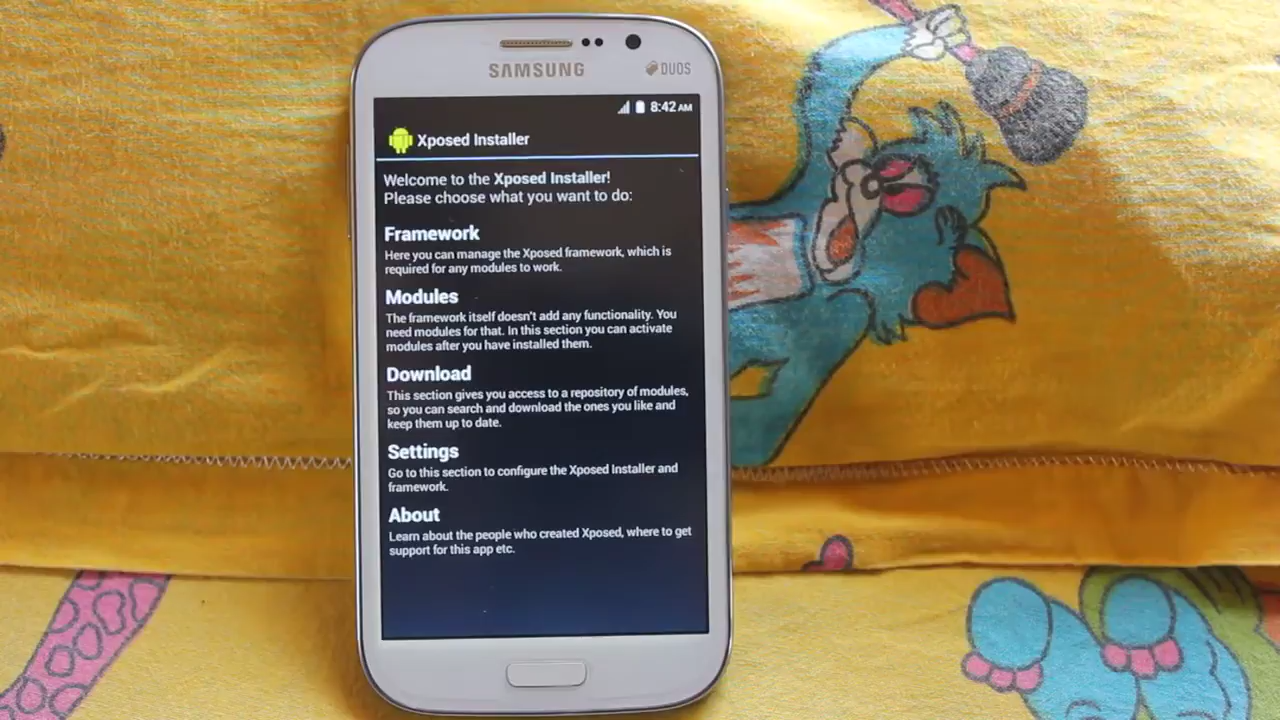 SAMSUNG
DUOS
8:42 AM
Xposed Installer
Welcome to the Xposed Installer!
Please choose what you want to do:
Framework
Here you can manage the Xposed framework, which is
required for any modules to work.
Modules
The framework itself doesn't add any functionality. You
need modules for that. In this section you can activate
modules after you have installed them.
Download
This section gives you access to a repository of modules,
so you can search and download the ones you like and
keep them up to date.
Settings
Go to this section to configure the Xposed Installer and
framework.
About
Learn about the people who created Xposed, where to get
support for this app etc.